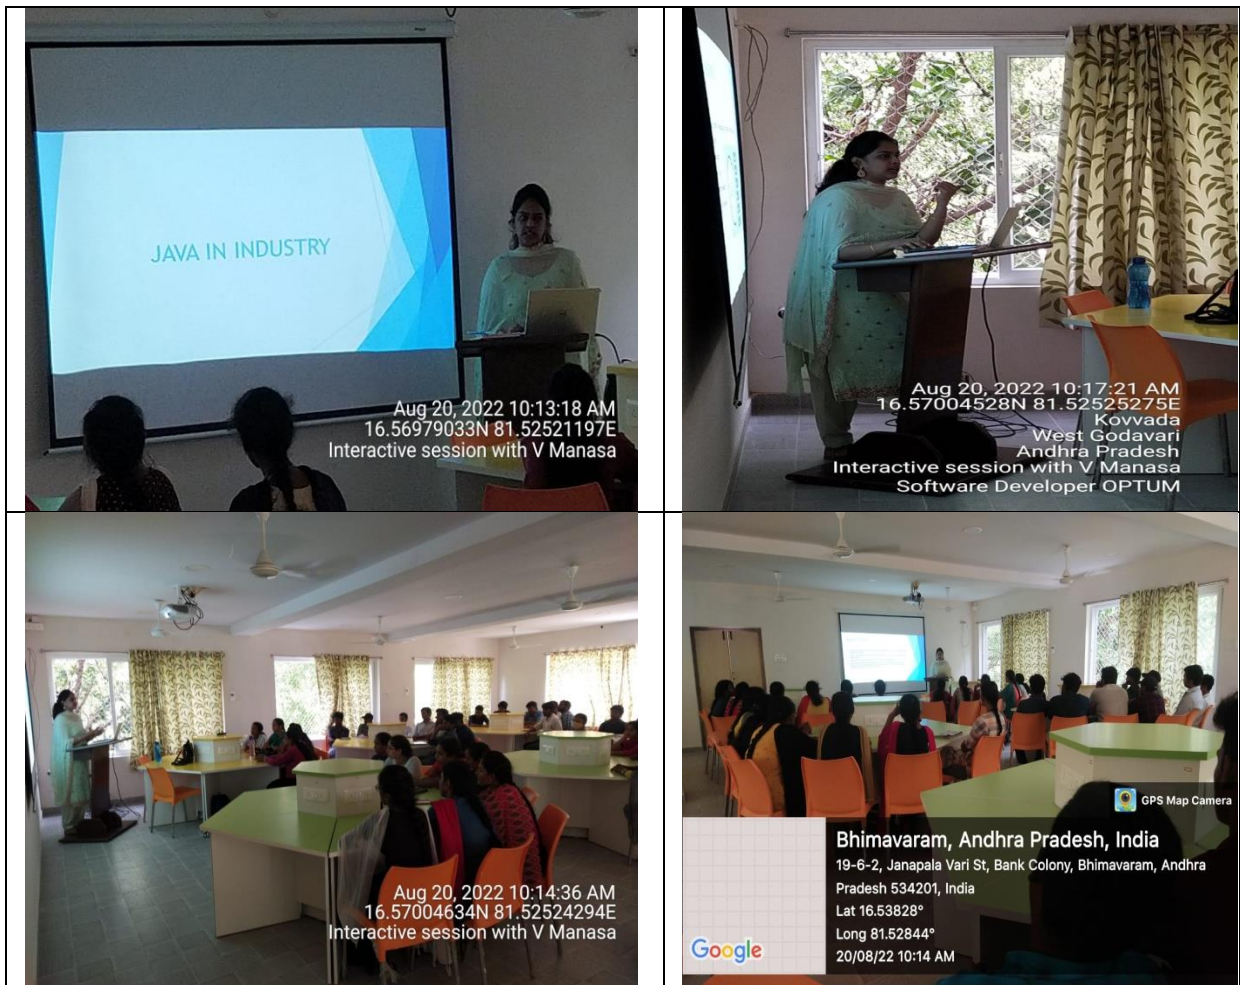 JAVA IN INDUSTRY
Aug 20, 2022 10:13:18 AM
16.56979033N 81.52521197E
Interactive session with V Manasa
Aug 20, 2022 10:17:21 AM
16.57004528N 81.52525275E
Kovvada
West Godavari
Andhra Pradesh
Interactive session with V Manasa
Software Developer OPTUM
Aug 20, 2022 10:14:36 AM
16.57004634N 81.52524294E
Interactive session with V Manasa
GPS Map Camera
Bhimavaram, Andhra Pradesh, India
19-6-2, Janapala Vari St, Bank Colony, Bhimavaram, Andhra
Pradesh 534201, India
Lat 16.53828°
Long 81.52844°
20/08/22 10:14 AM
Google